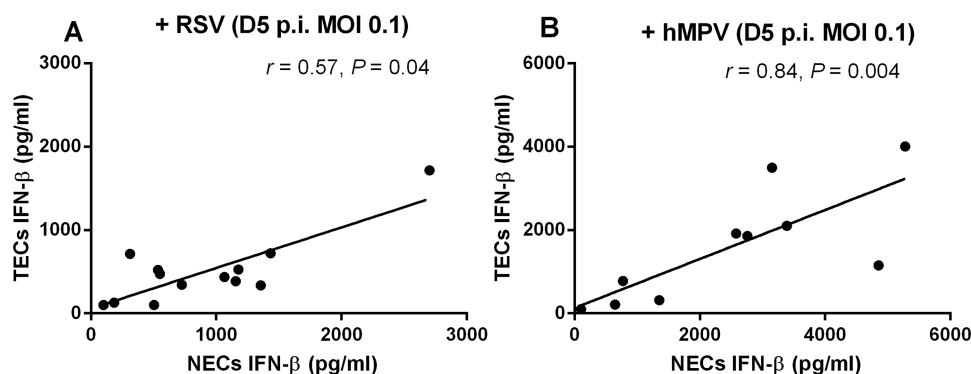 A
+ RSV (D5 p.i. MOI 0.1)
r = 0.57, P = 0.04
TECs IFN-β (pg/ml)
3000
2000
1000
0
0 1000 2000 3000
NECs IFN-β (pg/ml)
B
+ hMPV (D5 p.i. MOI 0.1)
r = 0.84, P = 0.004
TECs IFN-β (pg/ml)
6000
4000
2000
0
0 2000 4000 6000
NECs IFN-β (pg/ml)